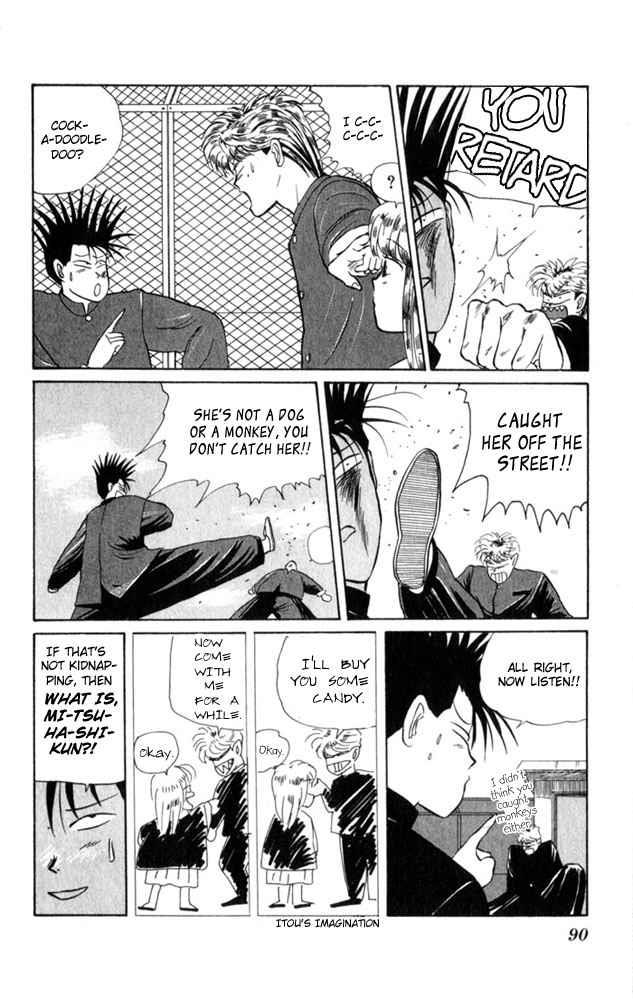 YOU
RETARD
?
I C-C-
C-C-C-
COCK-
A-DOODLE-
DOO?
CAUGHT
HER OFF THE
STREET!!
SHE'S NOT A DOG
OR A MONKEY, YOU
DON'T CATCH HER!!
ALL RIGHT,
NOW LISTEN!!
I didn't
think you
caught
monkeys
either.
I'LL BUY
YOU SOME
CANDY.
Okay.
NOW
COME
WITH
ME
FOR A
WHILE.
Okay.
ITOU'S IMAGINATION
IF THAT'S
NOT KIDNAP-
PING, THEN
WHAT IS,
MI-TSU-
HA-SHI-
KUN?!
90